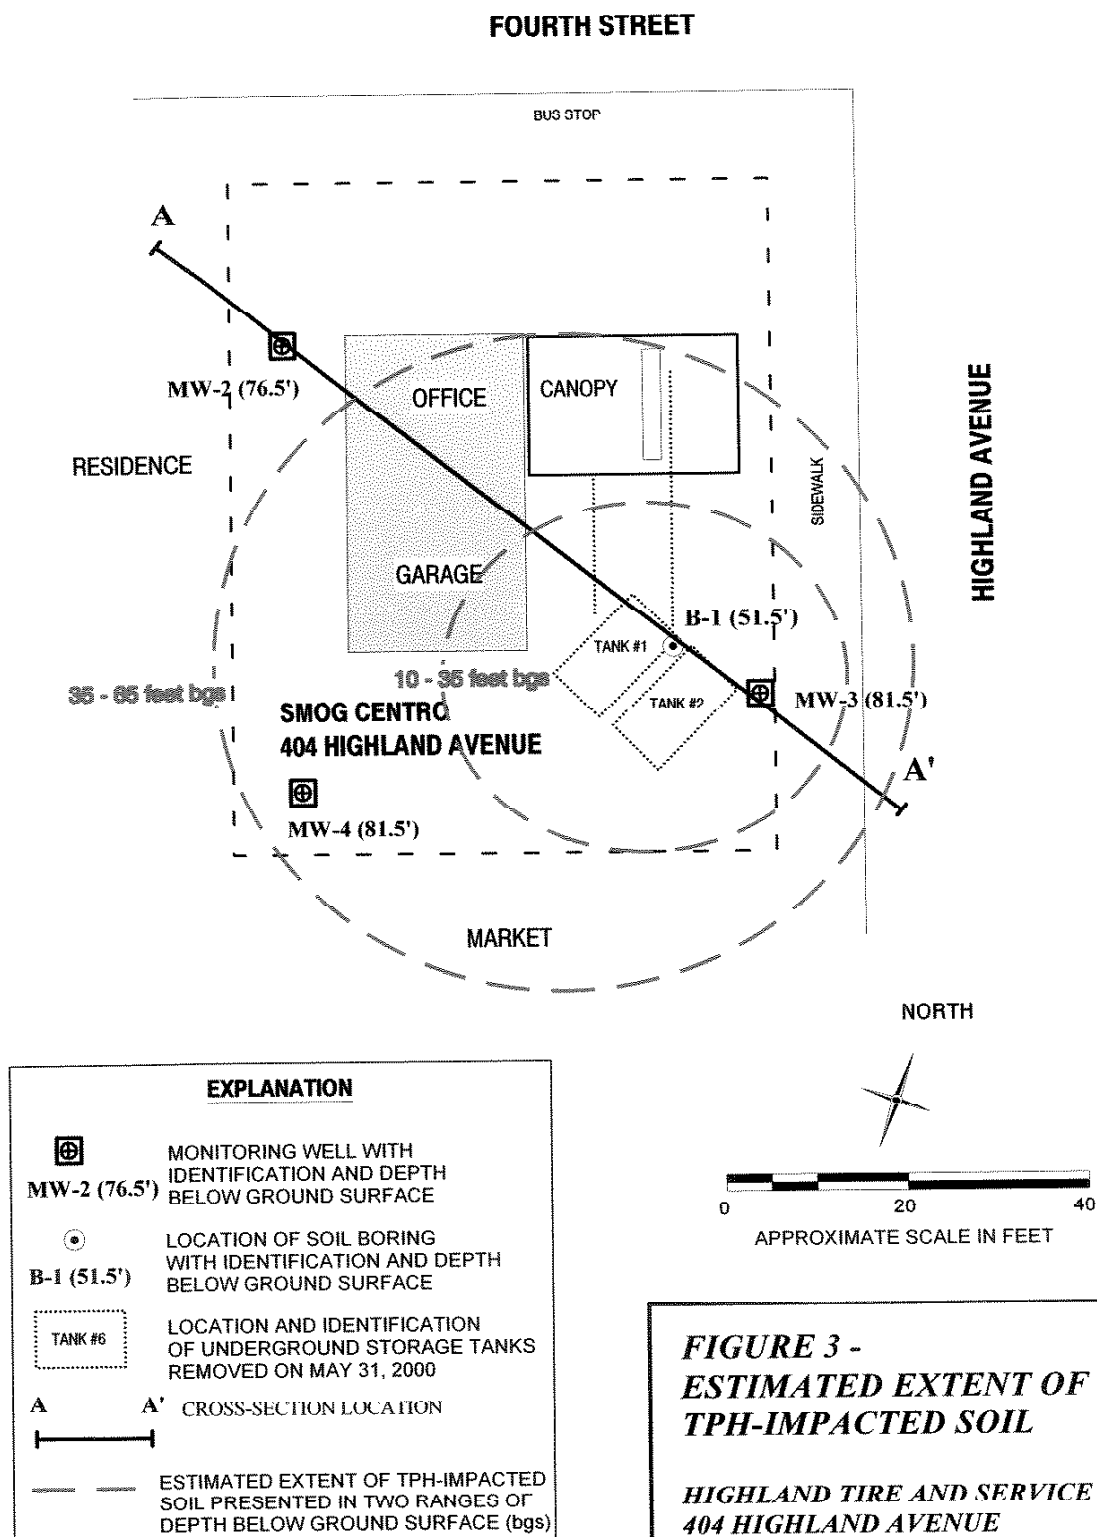 FOURTH STREET
BUS STOP
A
MW-2 (76.5')
OFFICE
CANOPY
RESIDENCE
SIDEWALK
HIGHLAND AVENUE
GARAGE
B-1 (51.5')
TANK #1
10 - 35 feet bgs
35 - 65 feet bgs
TANK #2
MW-3 (81.5')
SMOG CENTRO
404 HIGHLAND AVENUE
A'
MW-4 (81.5')
MARKET
NORTH
0 20 40
APPROXIMATE SCALE IN FEET
EXPLANATION
MW-2 (76.5')
MONITORING WELL WITH
IDENTIFICATION AND DEPTH
BELOW GROUND SURFACE
B-1 (51.5')
LOCATION OF SOIL BORING
WITH IDENTIFICATION AND DEPTH
BELOW GROUND SURFACE
TANK #6
LOCATION AND IDENTIFICATION
OF UNDERGROUND STORAGE TANKS
REMOVED ON MAY 31, 2000
A A' CROSS-SECTION LOCATION
ESTIMATED EXTENT OF TPH-IMPACTED
SOIL PRESENTED IN TWO RANGES OF
DEPTH BELOW GROUND SURFACE (bgs)
FIGURE 3 -
ESTIMATED EXTENT OF
TPH-IMPACTED SOIL
HIGHLAND TIRE AND SERVICE
404 HIGHLAND AVENUE